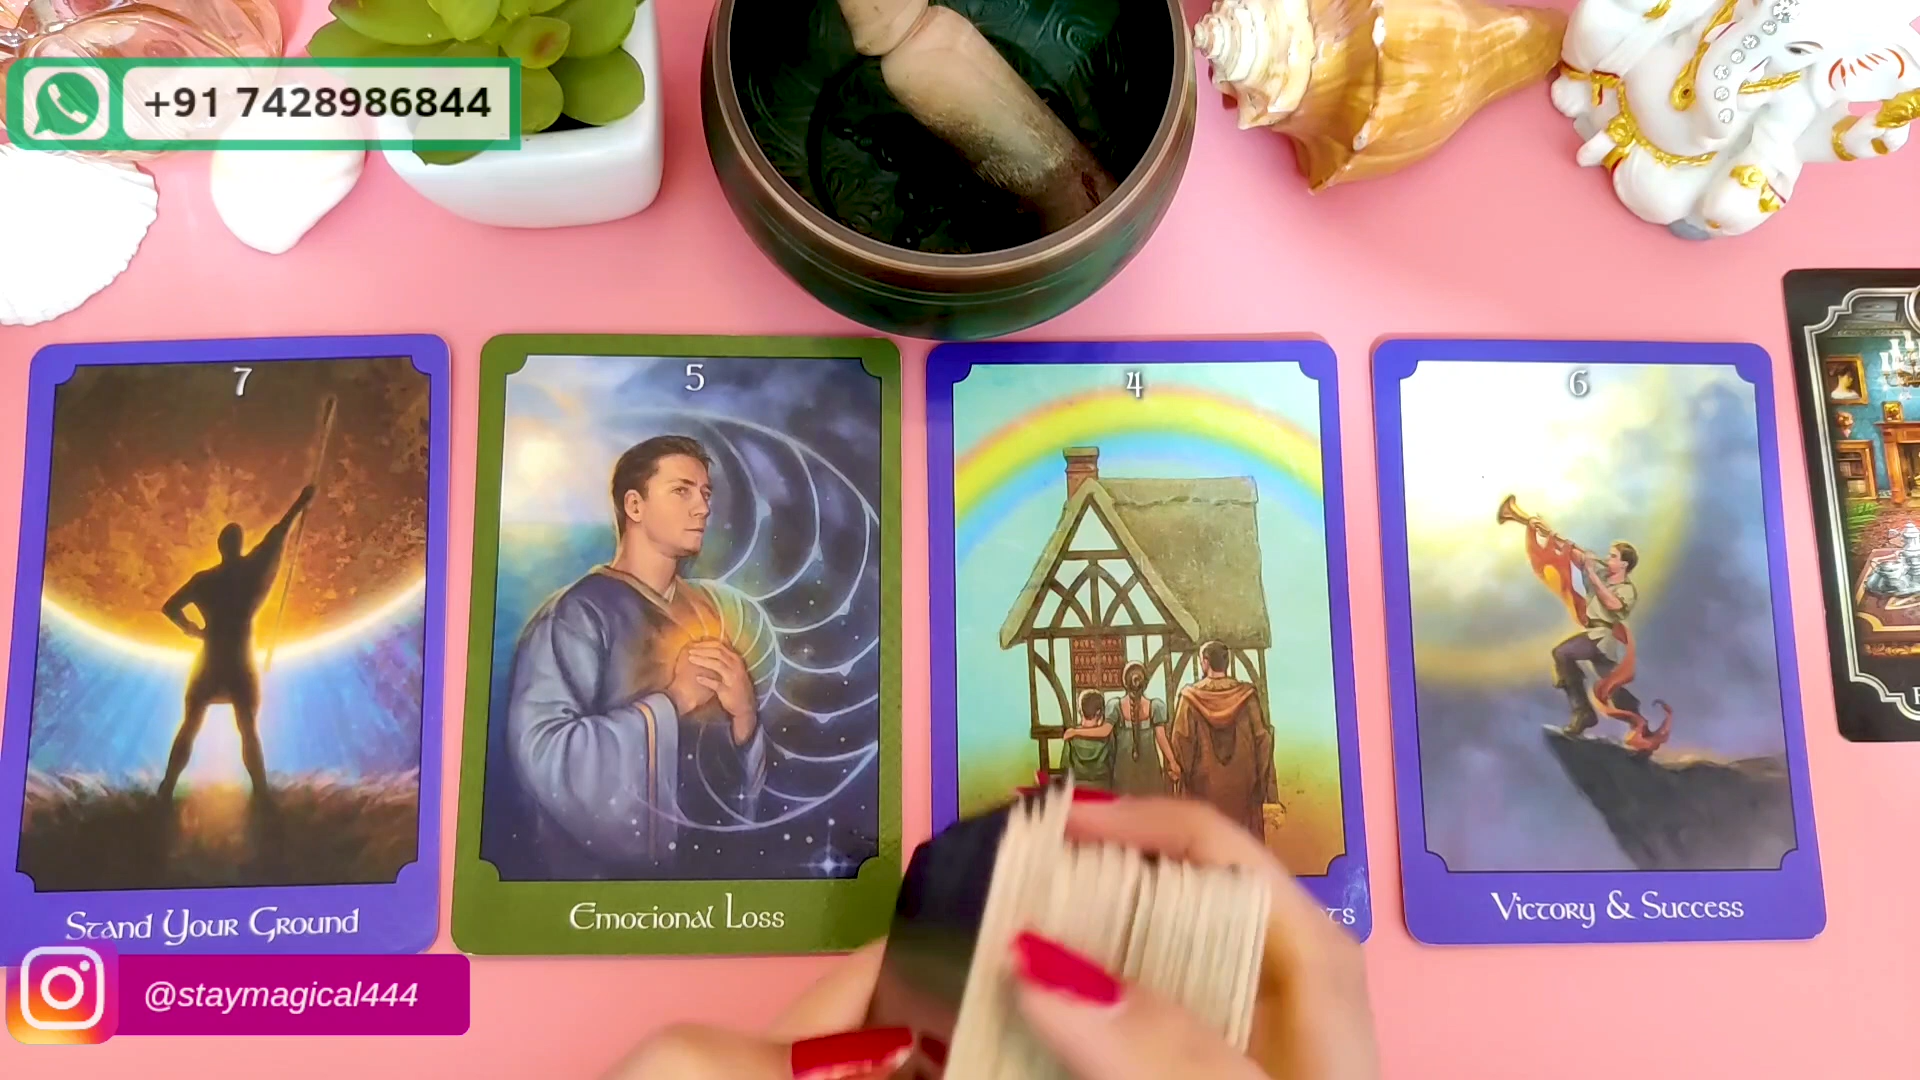 +91 7428986844
7
5
4
6
Stand Your Ground
Emotional Loss
Victory & Success
@staymagical444